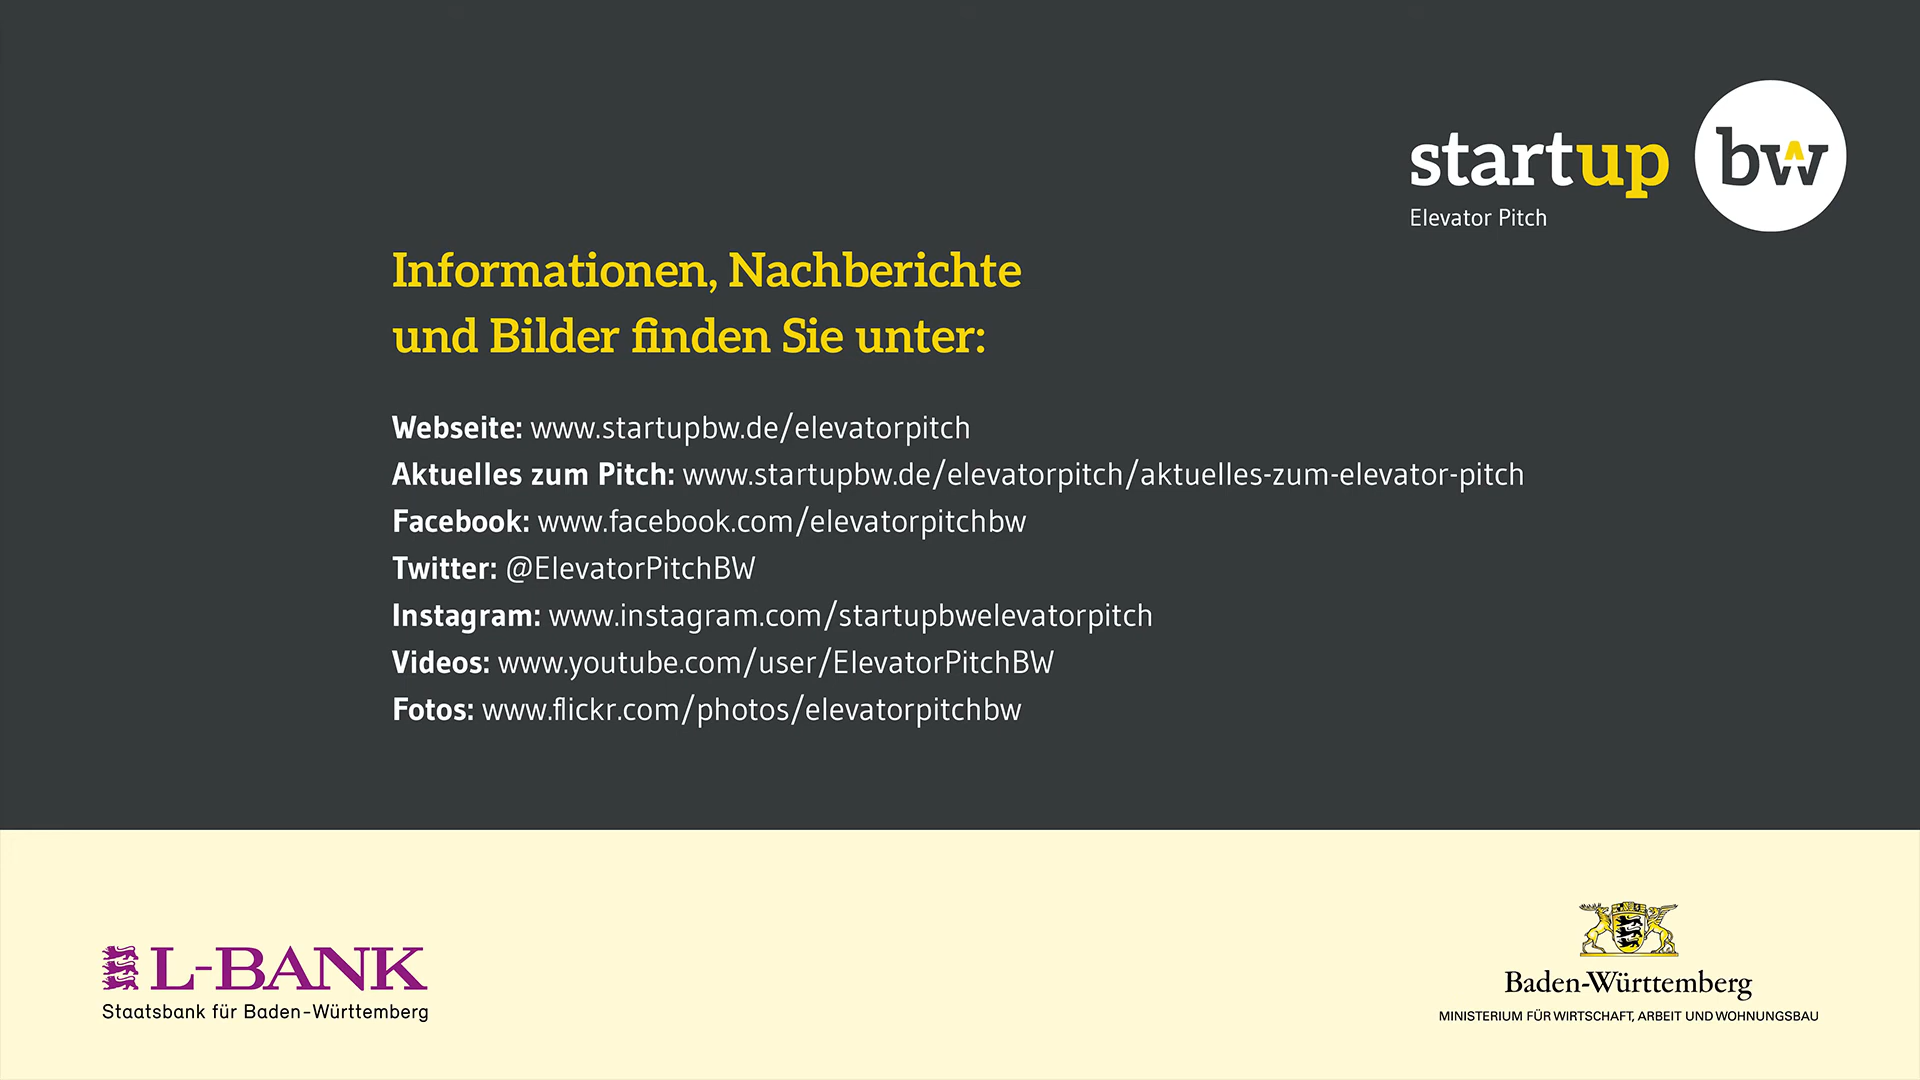 startup bw
Elevator Pitch
Informationen, Nachberichte
und Bilder finden Sie unter:
Webseite: www.startupbw.de/elevatorpitch
Aktuelles zum Pitch: www.startupbw.de/elevatorpitch/aktuelles-zum-elevator-pitch
Facebook: www.facebook.com/elevatorpitchbw
Twitter: @ElevatorPitchBW
Instagram: www.instagram.com/startupbwelevatorpitch
Videos: www.youtube.com/user/ElevatorPitchBW
Fotos: www.flickr.com/photos/elevatorpitchbw
L-BANK
Staatsbank für Baden-Württemberg
Baden-Württemberg
MINISTERIUM FÜR WIRTSCHAFT, ARBEIT UND WOHNUNGSBAU